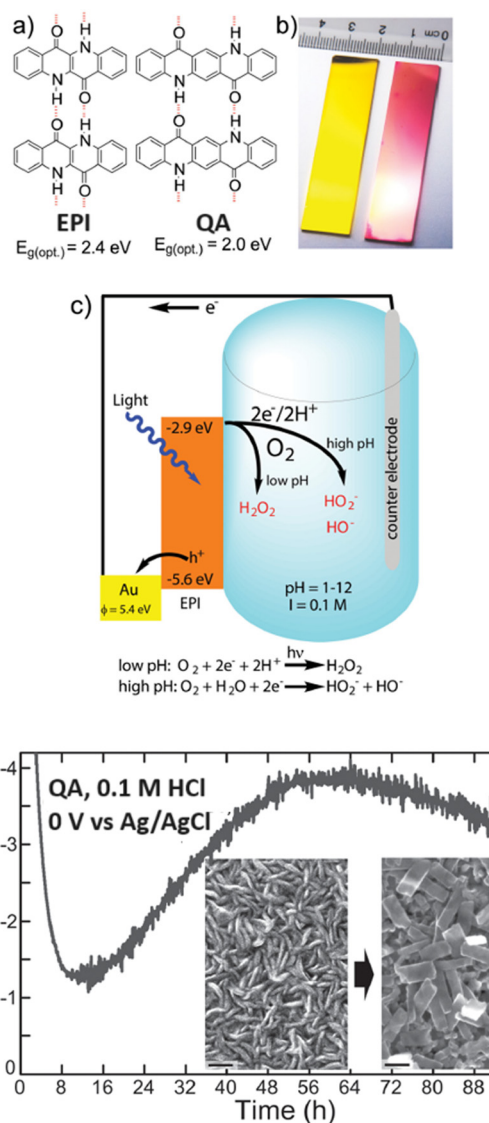 a)
b)
O H
N
N
H O
O H
N
N
H O
O H
N
N
H O
O H
N
N
H O
EPI
QA
E_g(opt.) = 2.4 eV
E_g(opt.) = 2.0 eV
4 3 2 1 0 cm
c)
e⁻
Light
-2.9 eV
2e⁻/2H⁺
O₂
high pH
low pH
H₂O₂
HO₂⁻
HO⁻
counter electrode
h⁺
-5.6 eV
Au
ϕ = 5.4 eV
EPI
pH = 1-12
I = 0.1 M
hν
low pH: O₂ + 2e⁻ + 2H⁺ → H₂O₂
high pH: O₂ + H₂O + 2e⁻ → HO₂⁻ + HO⁻
-4
QA, 0.1 M HCl
0 V vs Ag/AgCl
-3
-2
-1
0
0 8 16 24 32 40 48 56 64 72 80 88
Time (h)